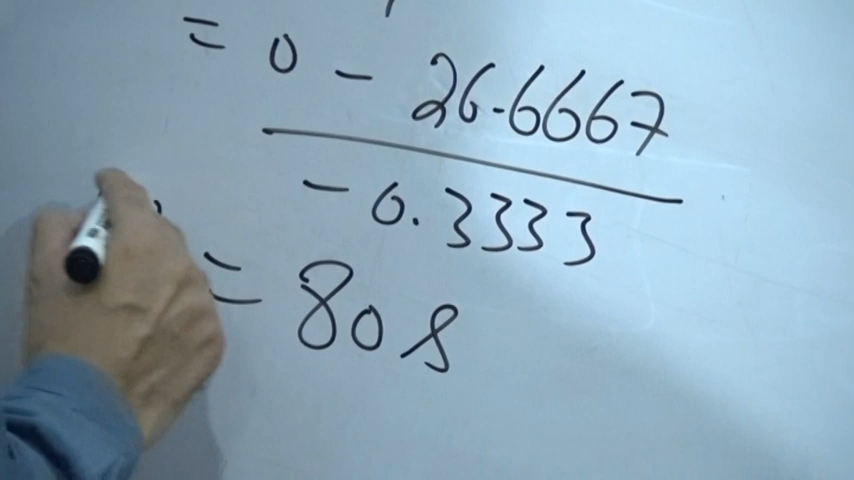 = 0 - 26.6667
- 0.3333
= 80 s